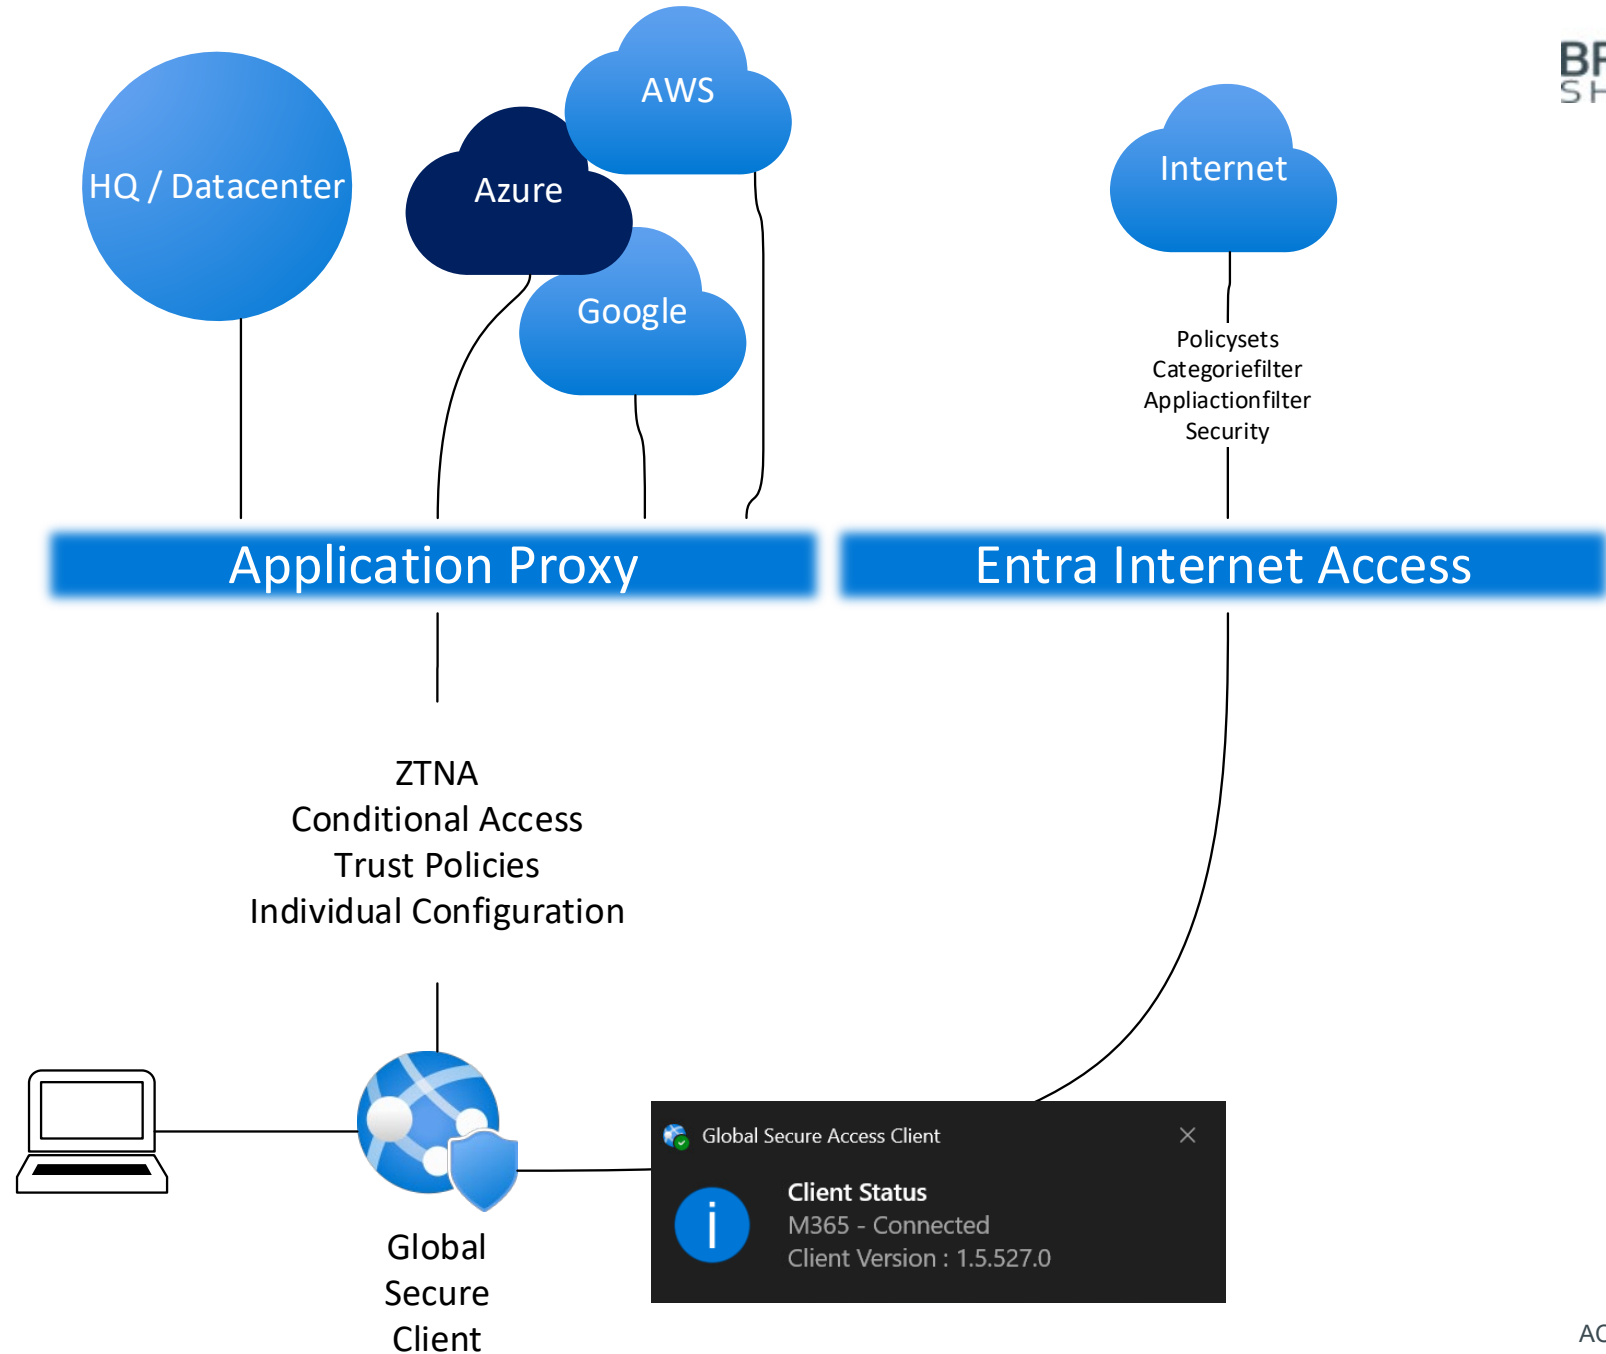 AWS
HQ / Datacenter
Azure
Internet
Google
Policysets
Categoriefilter
Appliactionfilter
Security
Application Proxy
Entra Internet Access
ZTNA
Conditional Access
Trust Policies
Individual Configuration
Global Secure Access Client
Client Status
M365 - Connected
Client Version : 1.5.527.0
Global
Secure
Client